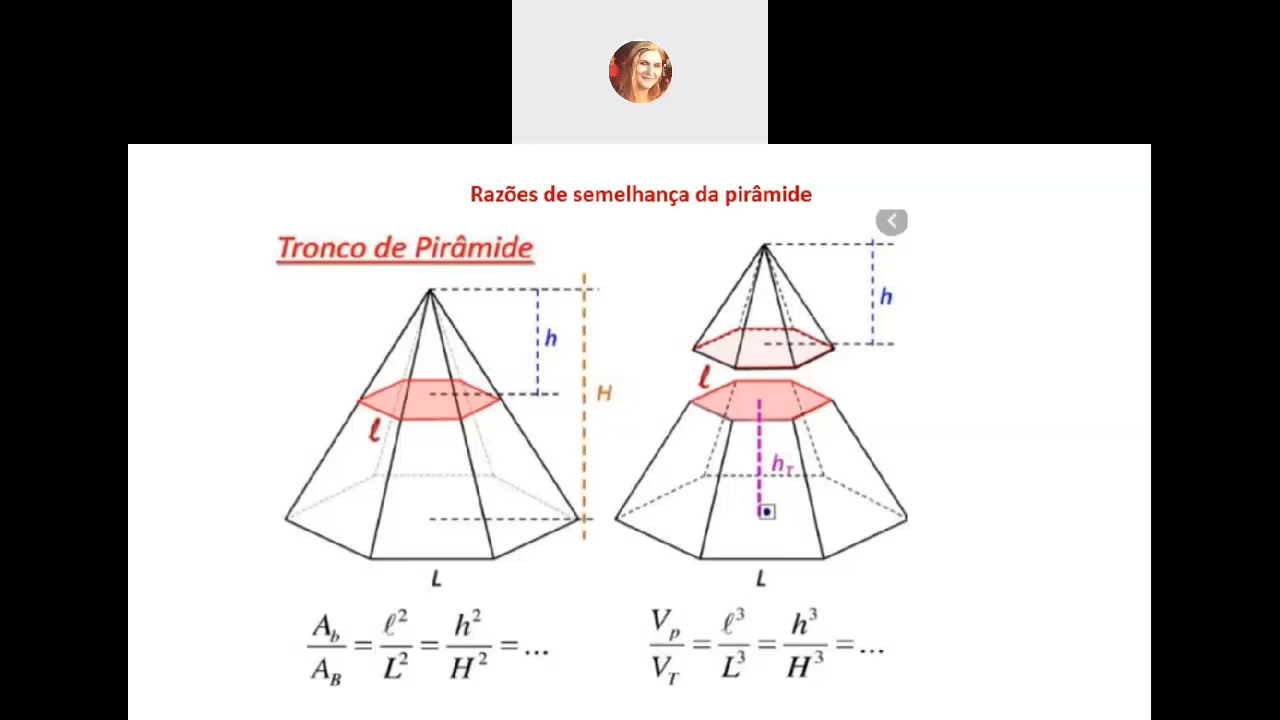 Razões de semelhança da pirâmide
Tronco de Pirâmide
h
H
ℓ
L
h
ℓ
h_T
L
A_b/A_B = ℓ²/L² = h²/H² = ...
V_p/V_T = ℓ³/L³ = h³/H³ = ...